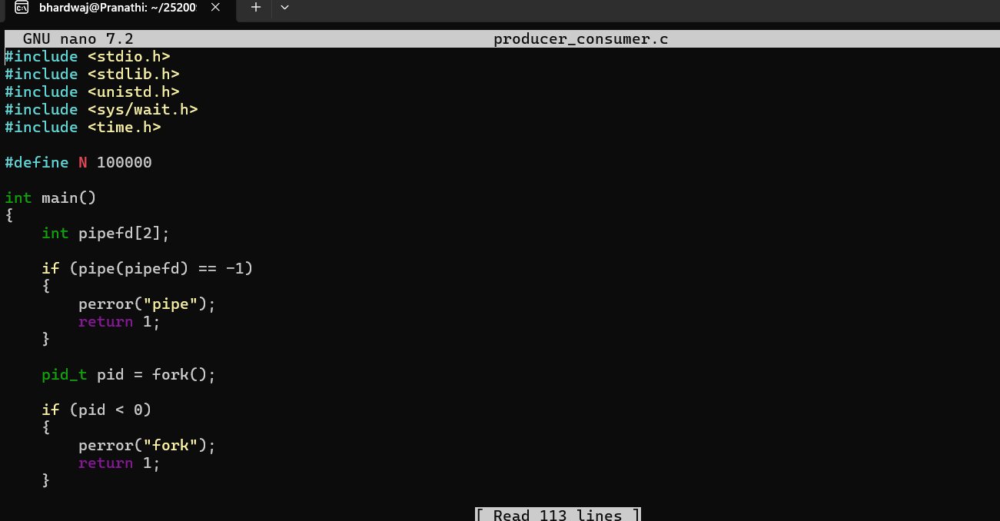 bhardwaj@Pranathi: ~/25200
GNU nano 7.2 producer_consumer.c
#include <stdio.h>
#include <stdlib.h>
#include <unistd.h>
#include <sys/wait.h>
#include <time.h>
#define N 100000
int main()
{
    int pipefd[2];
    if (pipe(pipefd) == -1)
    {
        perror("pipe");
        return 1;
    }
    pid_t pid = fork();
    if (pid < 0)
    {
        perror("fork");
        return 1;
    }
[ Read 113 lines ]